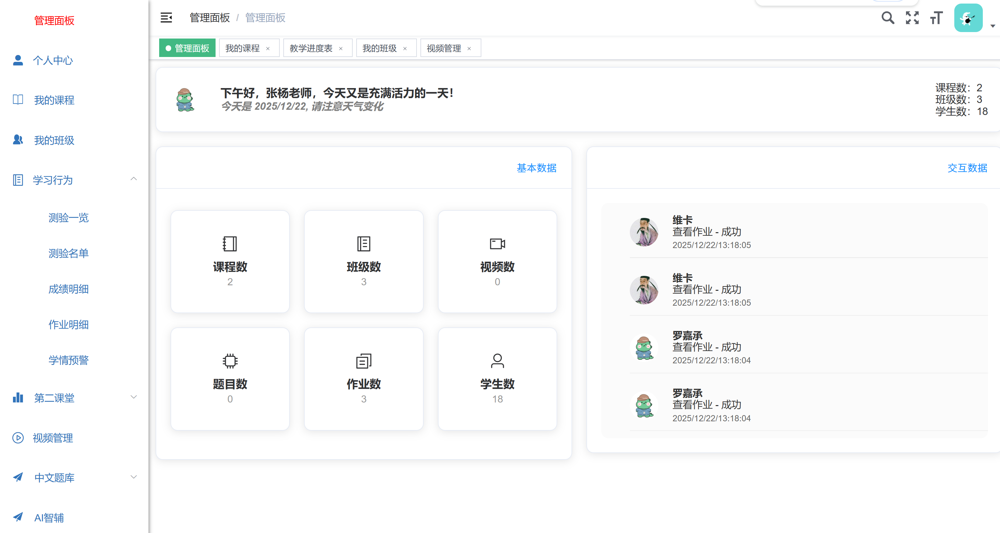 管理面板
个人中心
我的课程
我的班级
学习行为
测验一览
测验名单
成绩明细
作业明细
学情预警
第二课堂
视频管理
中文题库
AI智辅
管理面板 / 管理面板
管理面板 我的课程 × 教学进度表 × 我的班级 × 视频管理 ×
下午好，张杨老师，今天又是充满活力的一天！
今天是 2025/12/22, 请注意天气变化
课程数：2
班级数：3
学生数：18
基本数据
课程数
2
班级数
3
视频数
0
题目数
0
作业数
3
学生数
18
交互数据
维卡
查看作业 - 成功
2025/12/22/13:18:05
维卡
查看作业 - 成功
2025/12/22/13:18:05
罗嘉承
查看作业 - 成功
2025/12/22/13:18:04
罗嘉承
查看作业 - 成功
2025/12/22/13:18:04